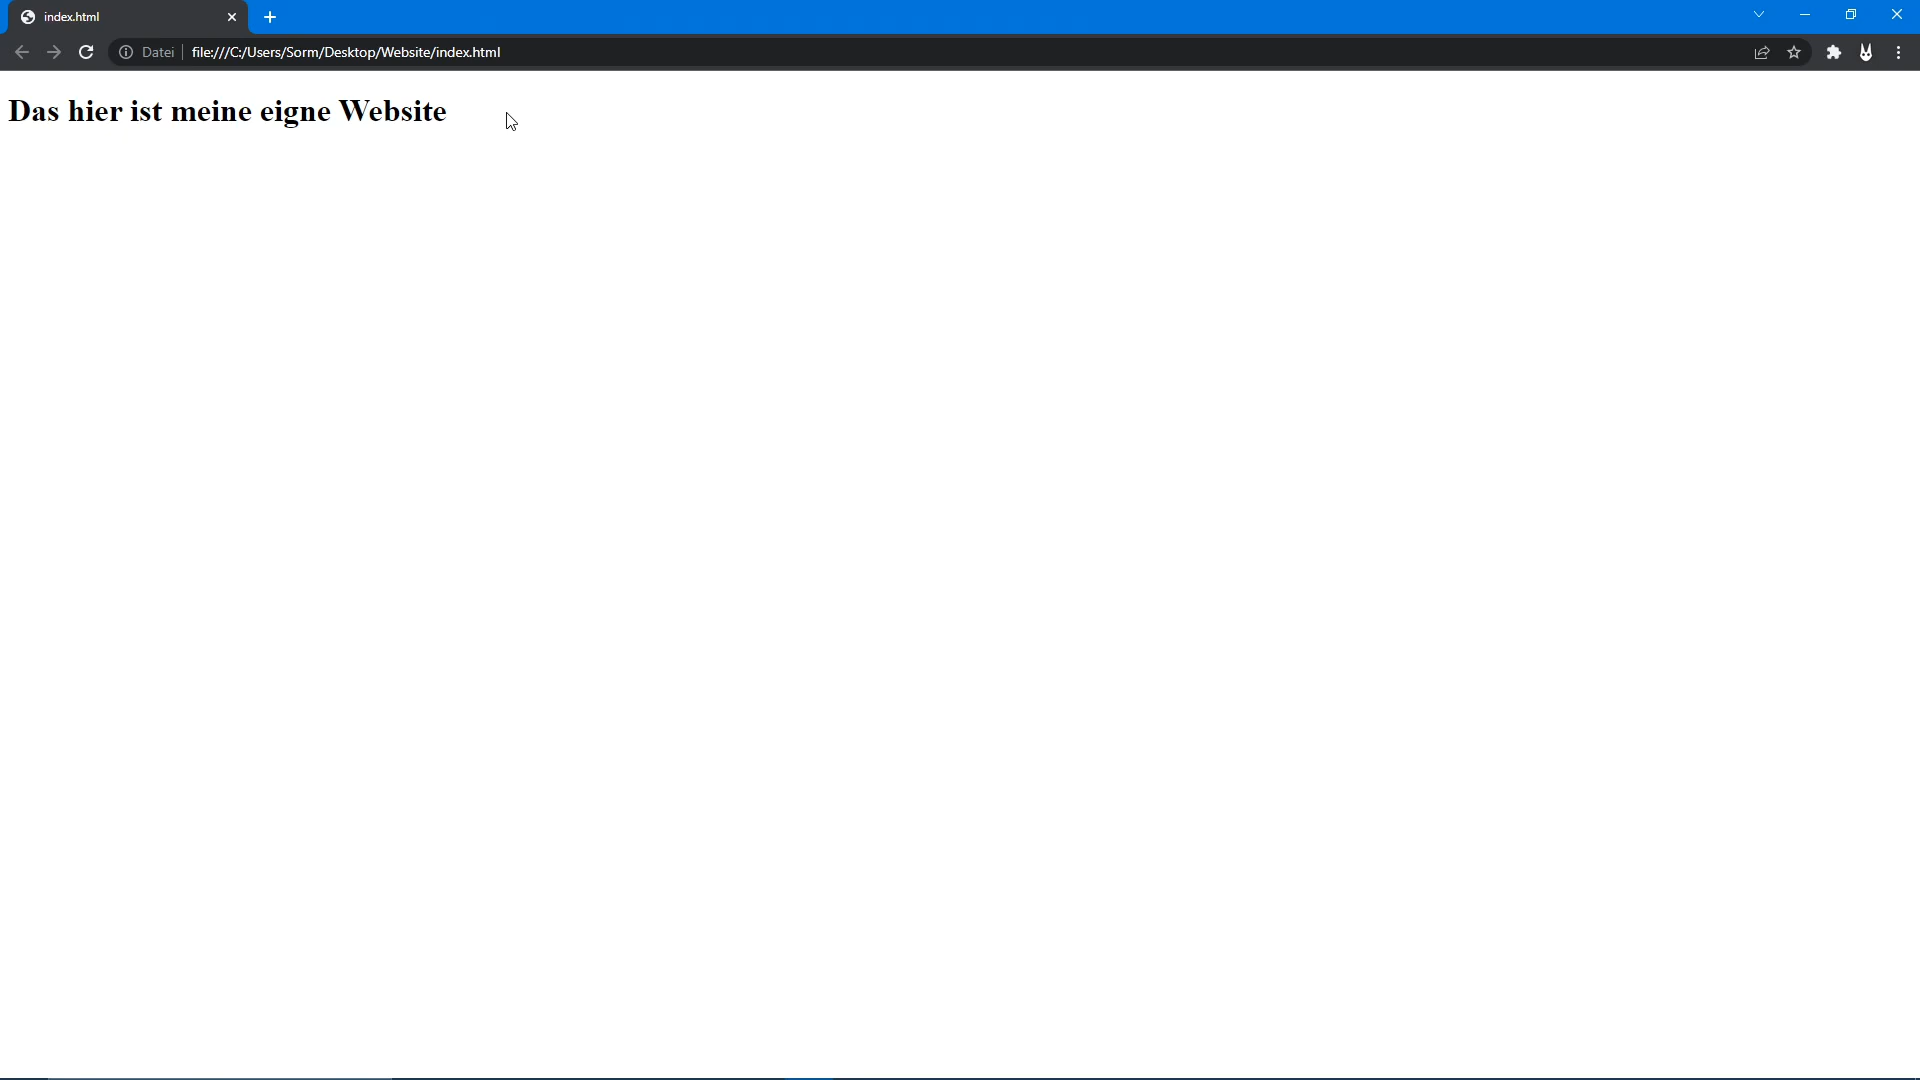 index.html
Datei file:///C:/Users/Sorm/Desktop/Website/index.html
Das hier ist meine eigne Website